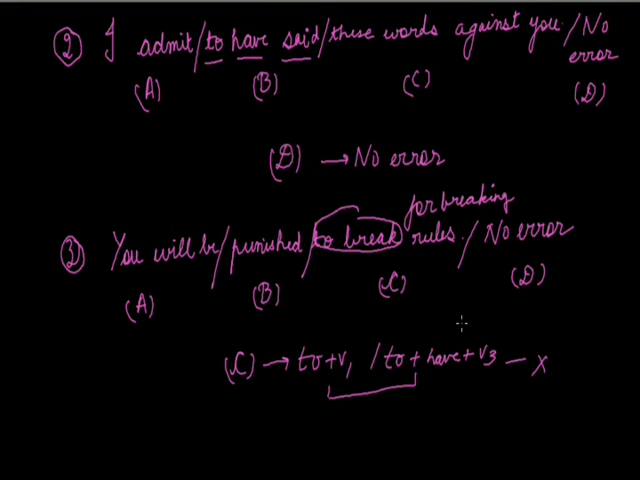 ② I admit/to have said/these words against you/No error
(A) (B) (C) (D)
(D) → No error
for breaking
③ You will be/punished/to break rules./No error
(A) (B) (C) (D)
(C) → to+V1 /to+have+V3 — X